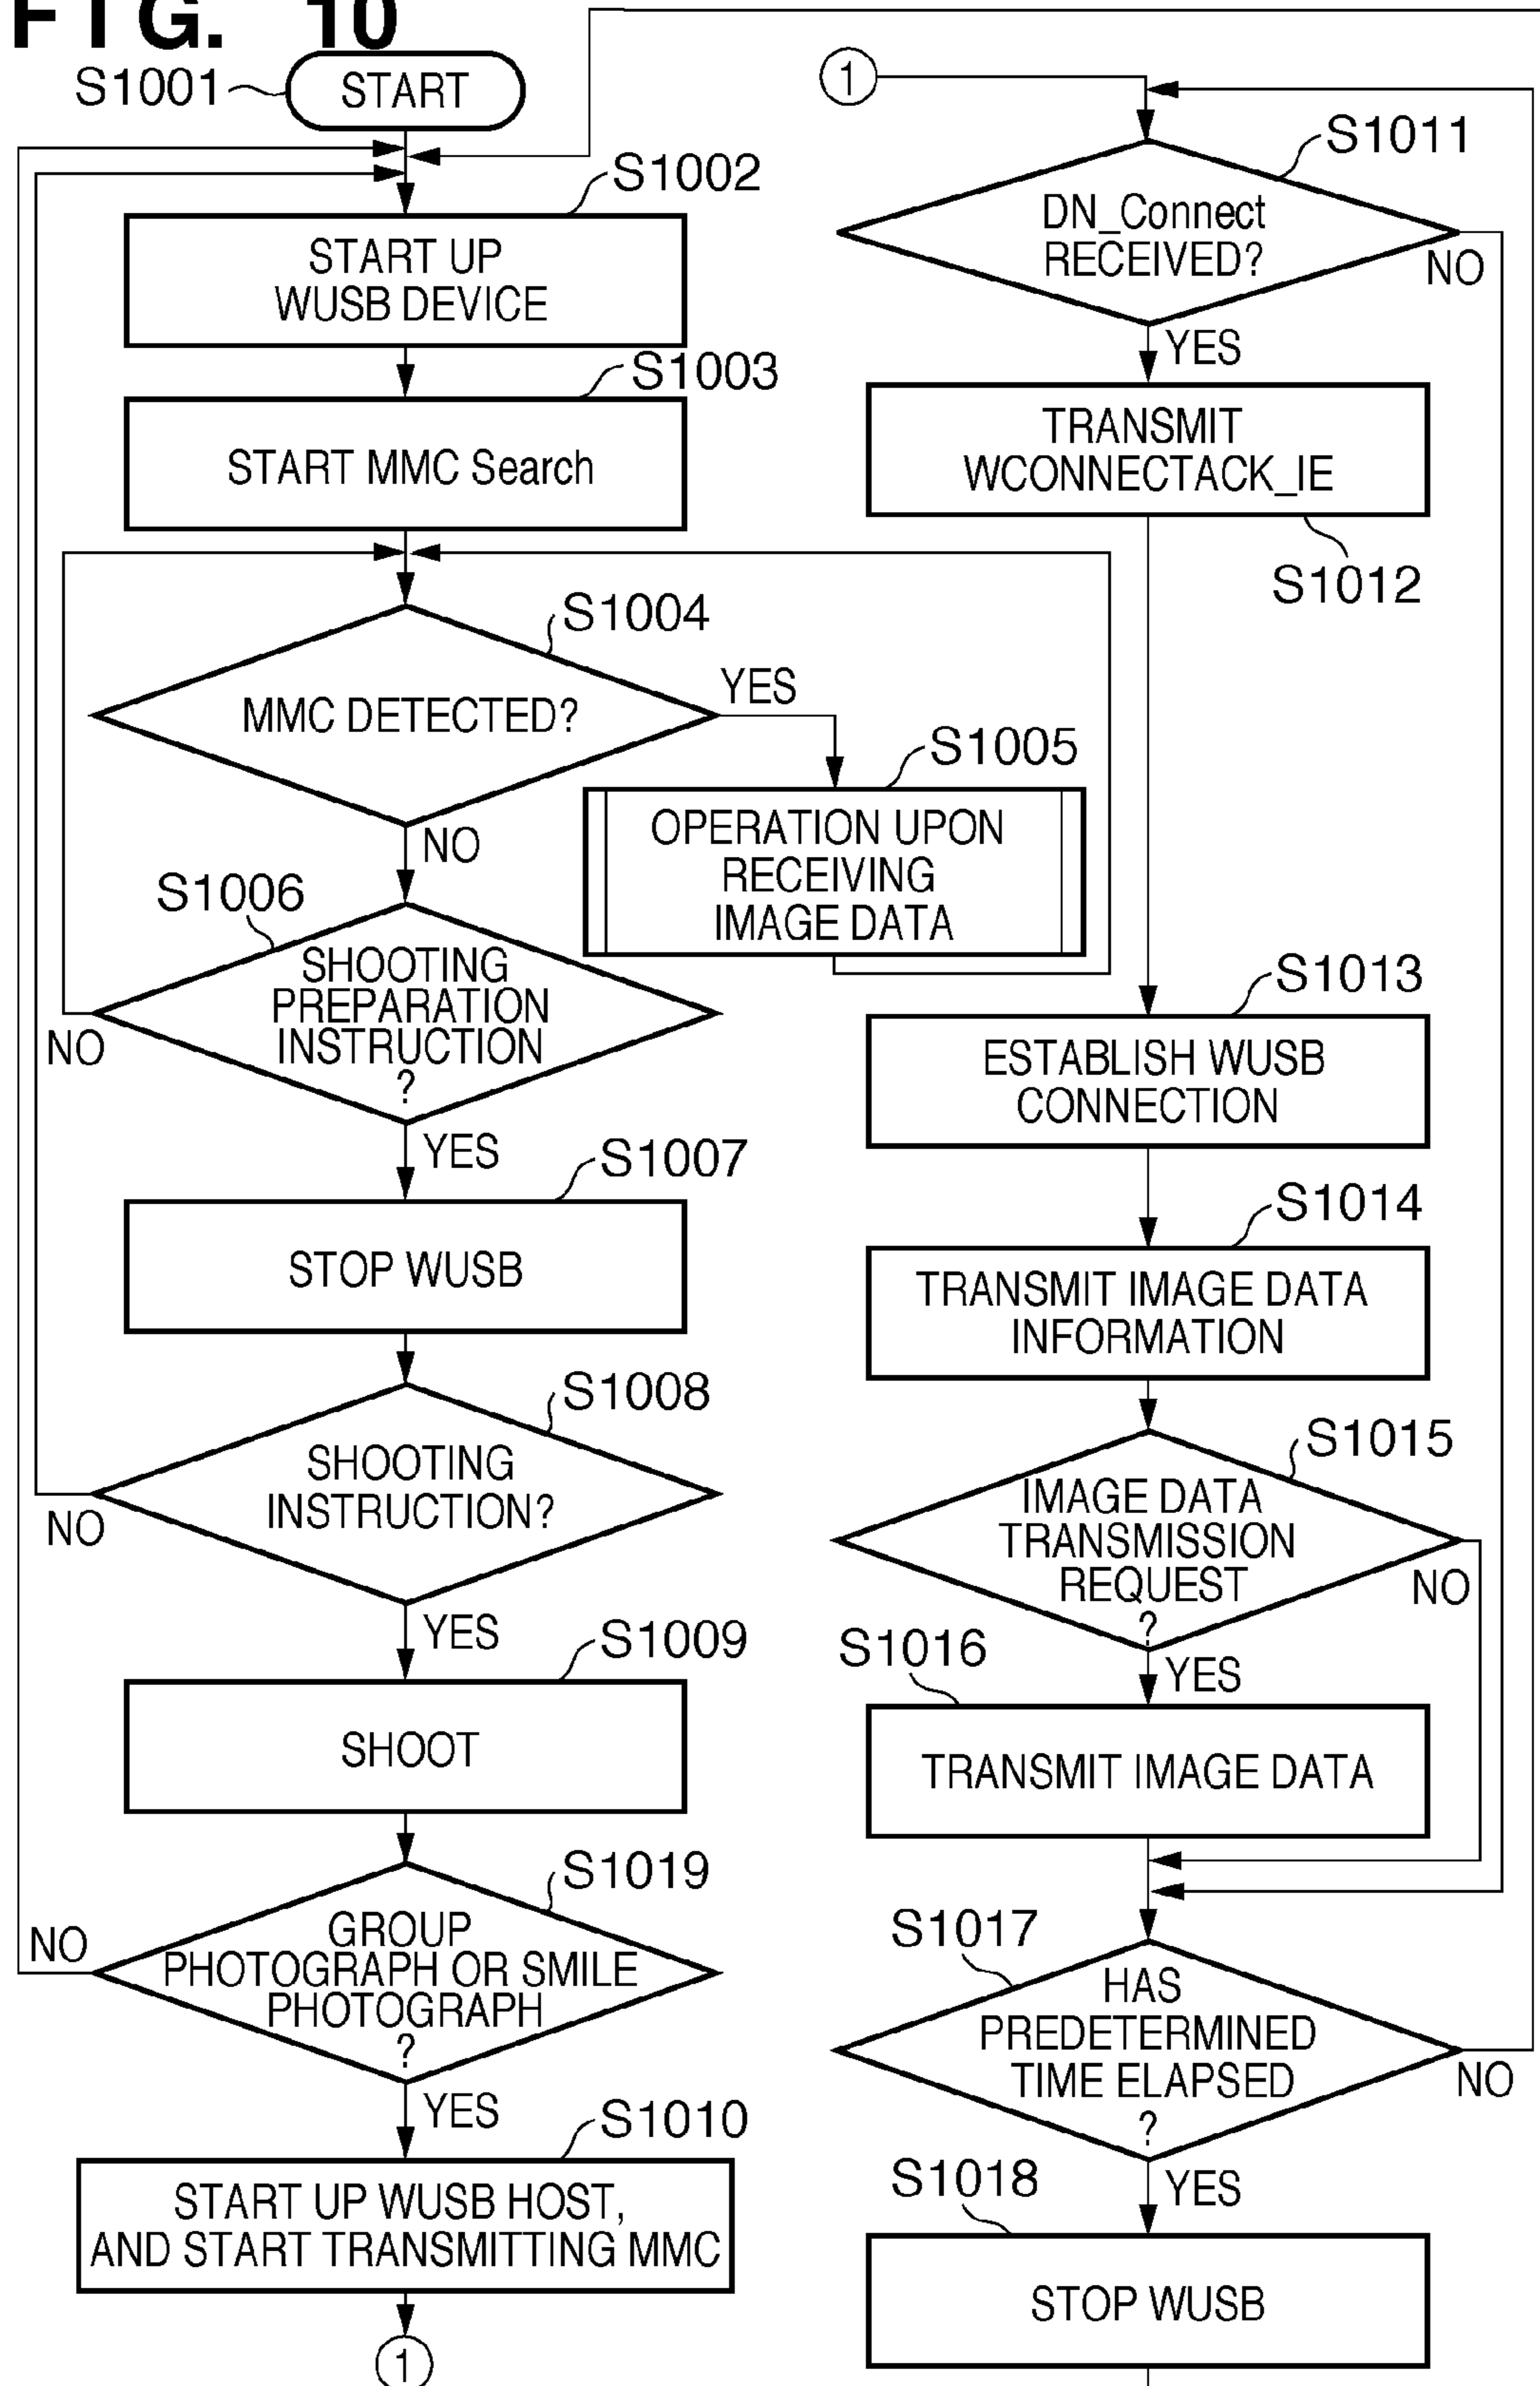 FIG. 10
S1001
START
S1002
START UP
WUSB DEVICE
S1003
START MMC Search
S1004
MMC DETECTED?
YES
NO
S1005
OPERATION UPON
RECEIVING
IMAGE DATA
S1006
SHOOTING
PREPARATION
INSTRUCTION
?
NO
YES
S1007
STOP WUSB
S1008
SHOOTING
INSTRUCTION?
NO
YES
S1009
SHOOT
S1019
GROUP
PHOTOGRAPH OR SMILE
PHOTOGRAPH
?
NO
YES
S1010
START UP WUSB HOST,
AND START TRANSMITTING MMC
1
1
S1011
DN_Connect
RECEIVED?
NO
YES
TRANSMIT
WCONNECTACK_IE
S1012
S1013
ESTABLISH WUSB
CONNECTION
S1014
TRANSMIT IMAGE DATA
INFORMATION
S1015
IMAGE DATA
TRANSMISSION
REQUEST
?
NO
YES
S1016
TRANSMIT IMAGE DATA
S1017
HAS
PREDETERMINED
TIME ELAPSED
?
NO
YES
S1018
STOP WUSB